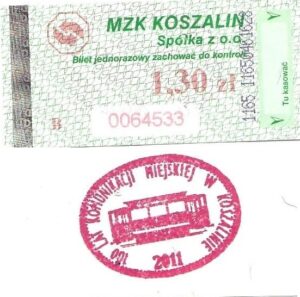 MZK KOSZALIN
Spółka z o.o.
Bilet jednorazowy zachować do kontroli
1,30 zł
B
0064533
Tu kasować
100 LAT KOMUNIKACJI MIEJSKIEJ W KOSZALINIE
2011